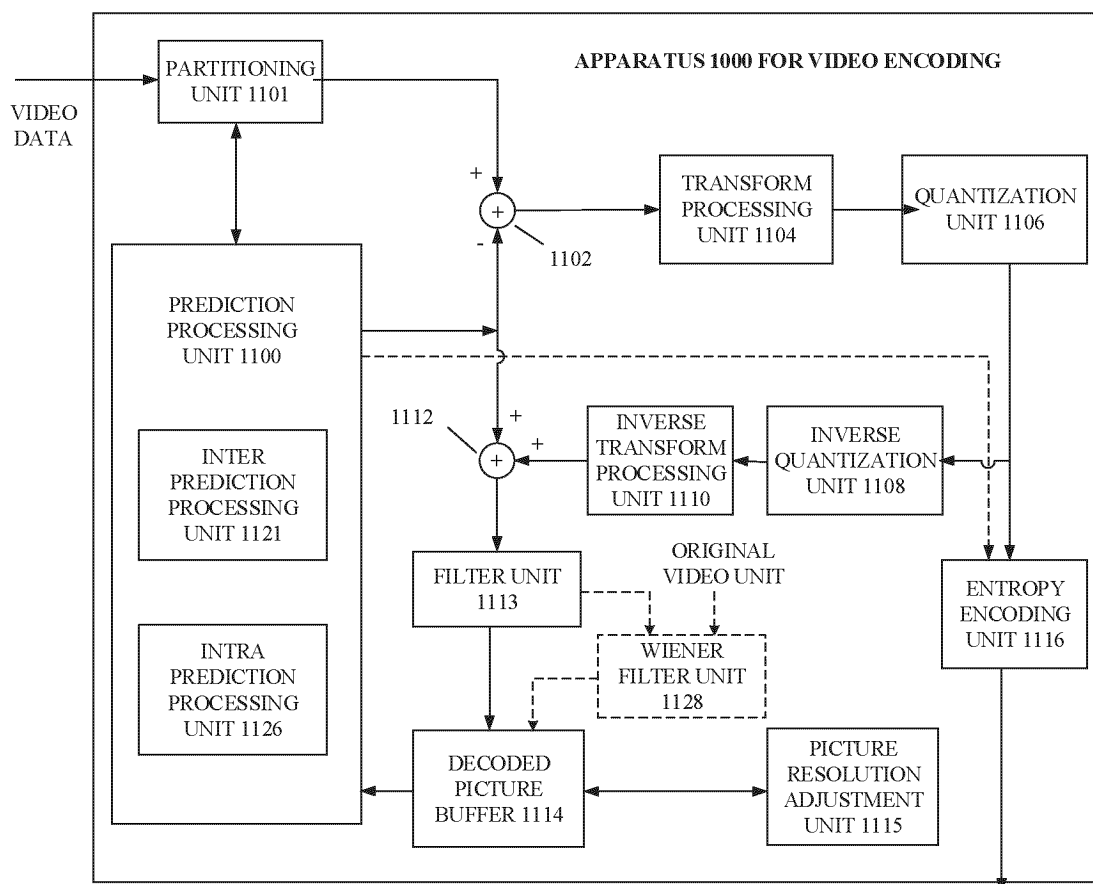 APPARATUS 1000 FOR VIDEO ENCODING
VIDEO
DATA
PARTITIONING
UNIT 1101
+
+
-
1102
TRANSFORM
PROCESSING
UNIT 1104
QUANTIZATION
UNIT 1106
PREDICTION
PROCESSING
UNIT 1100
1112
+
+
+
INVERSE
TRANSFORM
PROCESSING
UNIT 1110
INVERSE
QUANTIZATION
UNIT 1108
INTER
PREDICTION
PROCESSING
UNIT 1121
FILTER UNIT
1113
ORIGINAL
VIDEO UNIT
ENTROPY
ENCODING
UNIT 1116
INTRA
PREDICTION
PROCESSING
UNIT 1126
WIENER
FILTER UNIT
1128
DECODED
PICTURE
BUFFER 1114
PICTURE
RESOLUTION
ADJUSTMENT
UNIT 1115